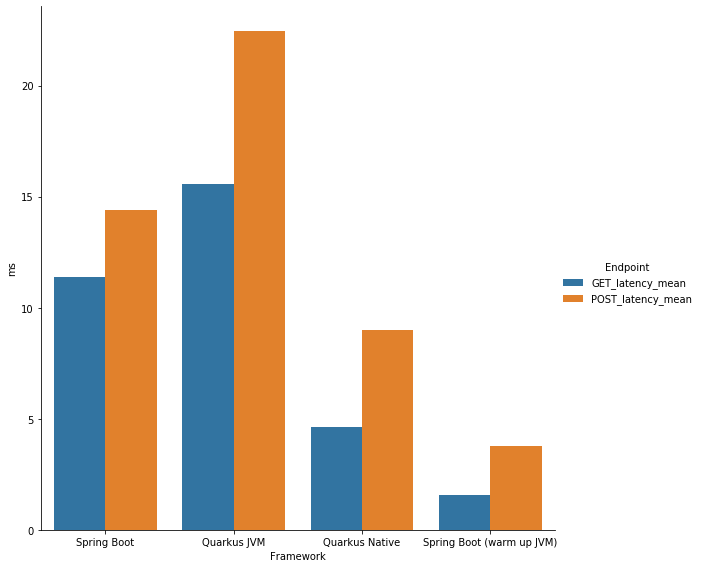 20
15
10
5
0
ms
Spring Boot
Quarkus JVM
Quarkus Native
Spring Boot (warm up JVM)
Framework
Endpoint
GET_latency_mean
POST_latency_mean